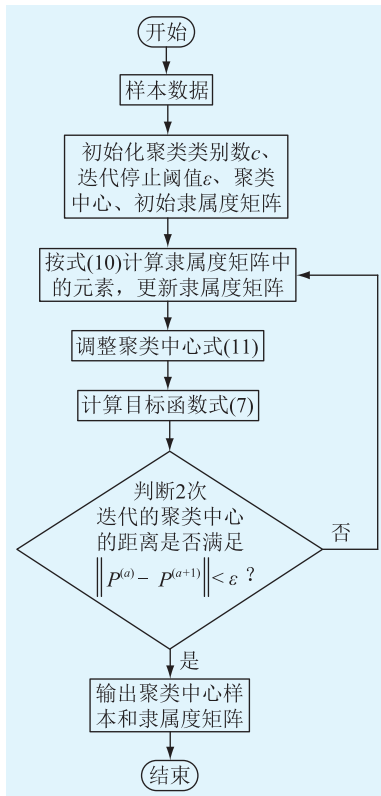 开始
样本数据
初始化聚类类别数c、
迭代停止阈值ε、聚类
中心、初始隶属度矩阵
按式(10)计算隶属度矩阵中
的元素，更新隶属度矩阵
调整聚类中心式(11)
计算目标函数式(7)
判断2次
迭代的聚类中心
的距离是否满足
‖P^(a) − P^(a+1)‖< ε ?
否
是
输出聚类中心样
本和隶属度矩阵
结束